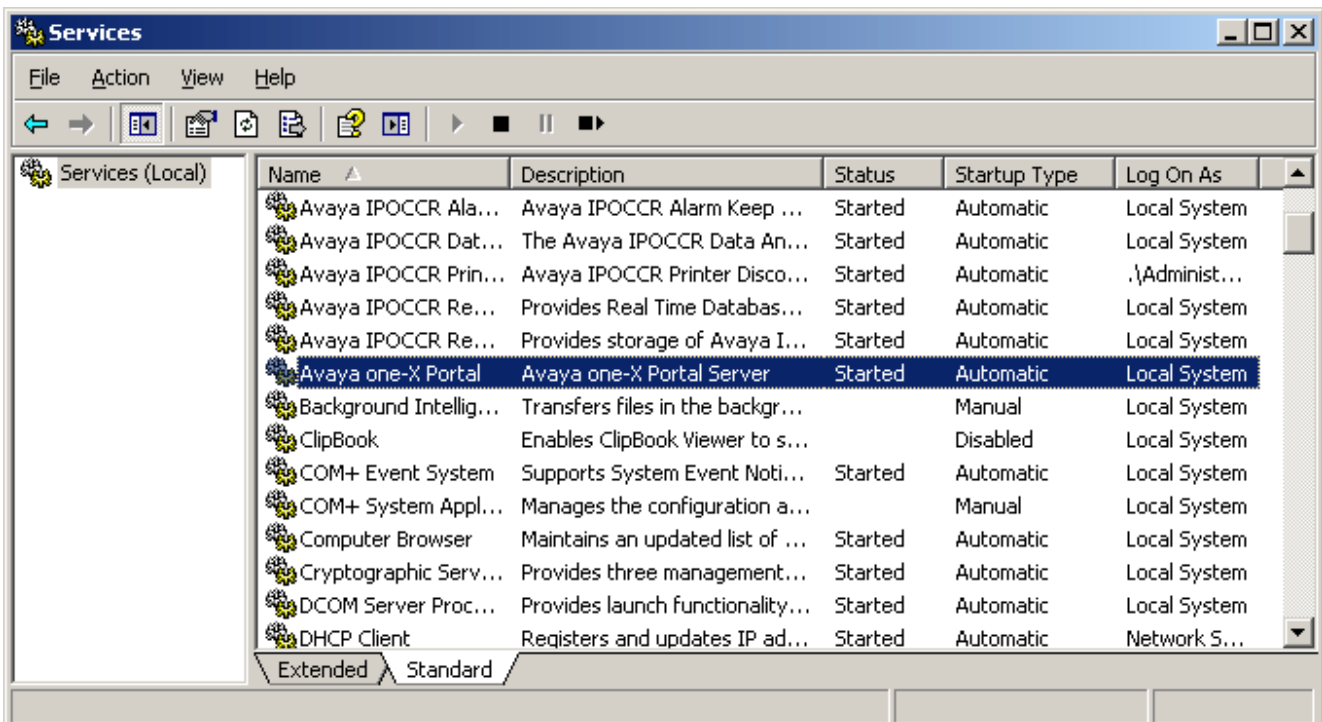 Services
File Action View Help
Services (Local)
Name Description Status Startup Type Log On As
Avaya IPOCCR Ala... Avaya IPOCCR Alarm Keep ... Started Automatic Local System
Avaya IPOCCR Dat... The Avaya IPOCCR Data An... Started Automatic Local System
Avaya IPOCCR Prin... Avaya IPOCCR Printer Disco... Started Automatic .\Administ...
Avaya IPOCCR Re... Provides Real Time Databas... Started Automatic Local System
Avaya IPOCCR Re... Provides storage of Avaya I... Started Automatic Local System
Avaya one-X Portal Avaya one-X Portal Server Started Automatic Local System
Background Intellig... Transfers files in the backgr... Manual Local System
ClipBook Enables ClipBook Viewer to s... Disabled Local System
COM+ Event System Supports System Event Noti... Started Automatic Local System
COM+ System Appl... Manages the configuration a... Manual Local System
Computer Browser Maintains an updated list of ... Started Automatic Local System
Cryptographic Serv... Provides three management... Started Automatic Local System
DCOM Server Proc... Provides launch functionality... Started Automatic Local System
DHCP Client Registers and updates IP ad... Started Automatic Network S...
Extended Standard